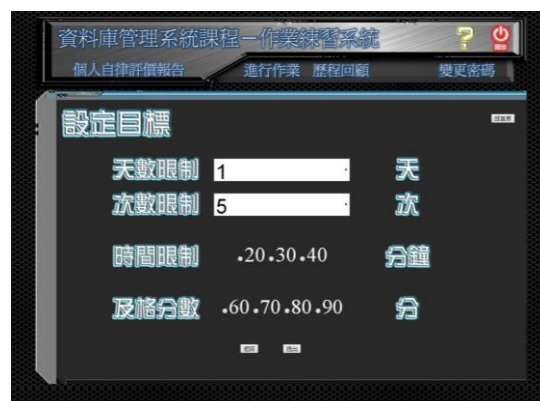 資料庫管理系統課程－作業練習系統
?
個人自律評價報告 進行作業 歷程回顧 變更密碼
設定目標
天數限制 1 天
次數限制 5 次
時間限制 20 30 40 分鐘
及格分數 60 70 80 90 分